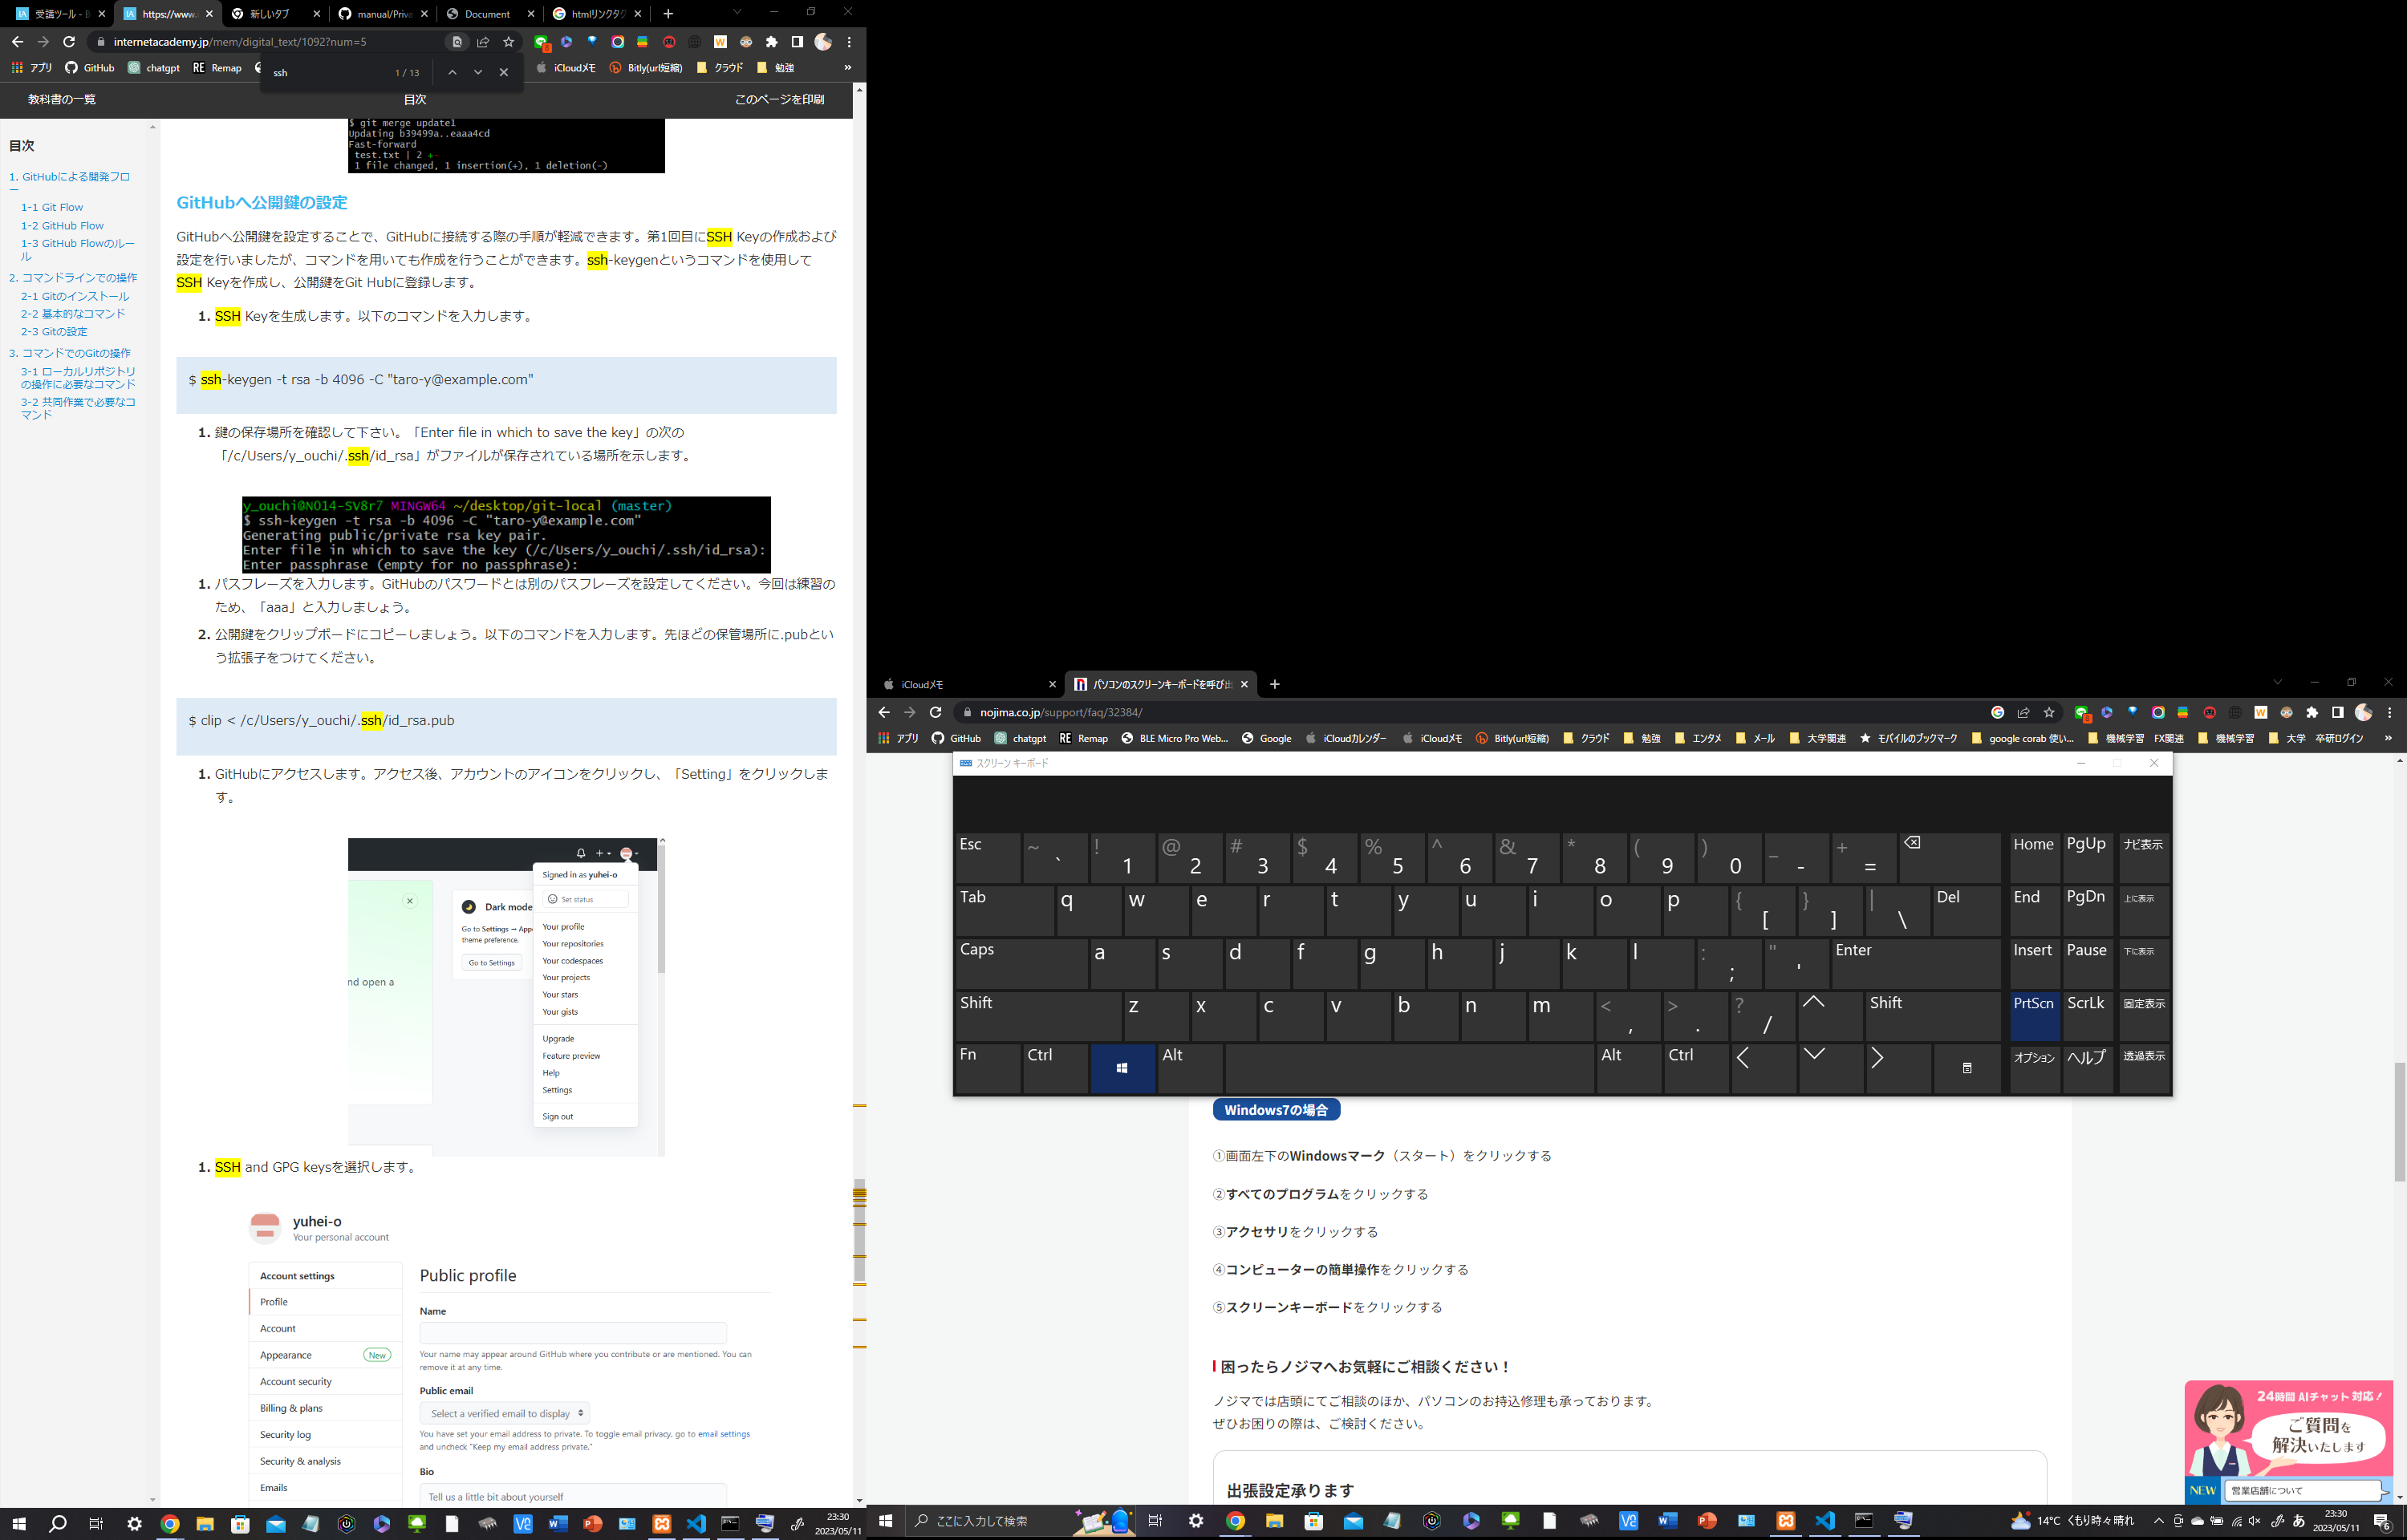 受講ツール - E
https://www.
新しいタブ
manual/Priva
Document
htmlリンクタグ
internetacademy.jp/mem/digital_text/1092?num=5
アプリ
GitHub
chatgpt
Remap
iCloudメモ
Bitly(url短縮)
クラウド
勉強
»
ssh
1 / 13
教科書の一覧
目次
このページを印刷
目次
1. GitHubによる開発フロ
ー
1-1 Git Flow
1-2 GitHub Flow
1-3 GitHub Flowのルー
ル
2. コマンドラインでの操作
2-1 Gitのインストール
2-2 基本的なコマンド
2-3 Gitの設定
3. コマンドでのGitの操作
3-1 ローカルリポジトリ
の操作に必要なコマンド
3-2 共同作業で必要なコ
マンド
$ git merge update1
Updating b39499a..eaaa4cd
Fast-forward
test.txt | 2 +-
1 file changed, 1 insertion(+), 1 deletion(-)
GitHubへ公開鍵の設定
GitHubへ公開鍵を設定することで、GitHubに接続する際の手順が軽減できます。第1回目にSSH Keyの作成および
設定を行いましたが、コマンドを用いても作成を行うことができます。ssh-keygenというコマンドを使用して
SSH Keyを作成し、公開鍵をGit Hubに登録します。
1. SSH Keyを生成します。以下のコマンドを入力します。
$ ssh-keygen -t rsa -b 4096 -C "taro-y@example.com"
1. 鍵の保存場所を確認して下さい。「Enter file in which to save the key」の次の
「/c/Users/y_ouchi/.ssh/id_rsa」がファイルが保存されている場所を示します。
y_ouchi@NO14-SV8r7 MINGW64 ~/desktop/git-local (master)
$ ssh-keygen -t rsa -b 4096 -C "taro-y@example.com"
Generating public/private rsa key pair.
Enter file in which to save the key (/c/Users/y_ouchi/.ssh/id_rsa):
Enter passphrase (empty for no passphrase):
1. パスフレーズを入力します。GitHubのパスワードとは別のパスフレーズを設定してください。今回は練習の
ため、「aaa」と入力しましょう。
2. 公開鍵をクリップボードにコピーしましょう。以下のコマンドを入力します。先ほどの保管場所に.pubとい
う拡張子をつけてください。
$ clip < /c/Users/y_ouchi/.ssh/id_rsa.pub
1. GitHubにアクセスします。アクセス後、アカウントのアイコンをクリックし、「Setting」をクリックしま
す。
Signed in as yuhei-o
Set status
Dark mode
Go to Settings → Appe
theme preference.
Go to Settings
nd open a
Your profile
Your repositories
Your codespaces
Your projects
Your stars
Your gists
Upgrade
Feature preview
Help
Settings
Sign out
1. SSH and GPG keysを選択します。
yuhei-o
Your personal account
Account settings
Profile
Account
Appearance New
Account security
Billing & plans
Security log
Security & analysis
Emails
Public profile
Name
Your name may appear around GitHub where you contribute or are mentioned. You can
remove it at any time.
Public email
Select a verified email to display
You have set your email address to private. To toggle email privacy, go to email settings
and uncheck "Keep my email address private."
Bio
Tell us a little bit about yourself
23:30
2023/05/11
iCloudメモ
パソコンのスクリーンキーボードを呼び出
nojima.co.jp/support/faq/32384/
アプリ
GitHub
chatgpt
Remap
BLE Micro Pro Web...
Google
iCloudカレンダー
iCloudメモ
Bitly(url短縮)
クラウド
勉強
エンタメ
メール
大学関連
モバイルのブックマーク
google corab 使い...
機械学習 FX関連
機械学習
大学 卒研ログイン
»
スクリーン キーボード
Esc ~ ` ! 1 @ 2 # 3 $ 4 % 5 ^ 6 & 7 * 8 ( 9 ) 0 _ - + = Home PgUp ナビ表示
Tab q w e r t y u i o p { [ } ] | \ Del End PgDn 上に表示
Caps a s d f g h j k l : ; " ' Enter Insert Pause 下に表示
Shift z x c v b n m < , > . ? / Shift PrtScn ScrLk 固定表示
Fn Ctrl Alt Alt Ctrl オプション ヘルプ 透過表示
Windows7の場合
①画面左下のWindowsマーク（スタート）をクリックする
②すべてのプログラムをクリックする
③アクセサリをクリックする
④コンピューターの簡単操作をクリックする
⑤スクリーンキーボードをクリックする
困ったらノジマへお気軽にご相談ください！
ノジマでは店頭にてご相談のほか、パソコンのお持込修理も承っております。
ぜひお困りの際は、ご検討ください。
出張設定承ります
24時間 AIチャット 対応！
ご質問を
解決いたします
NEW
営業店舗について
ここに入力して検索
14°C くもり時々晴れ
あ
23:30
2023/05/11
6